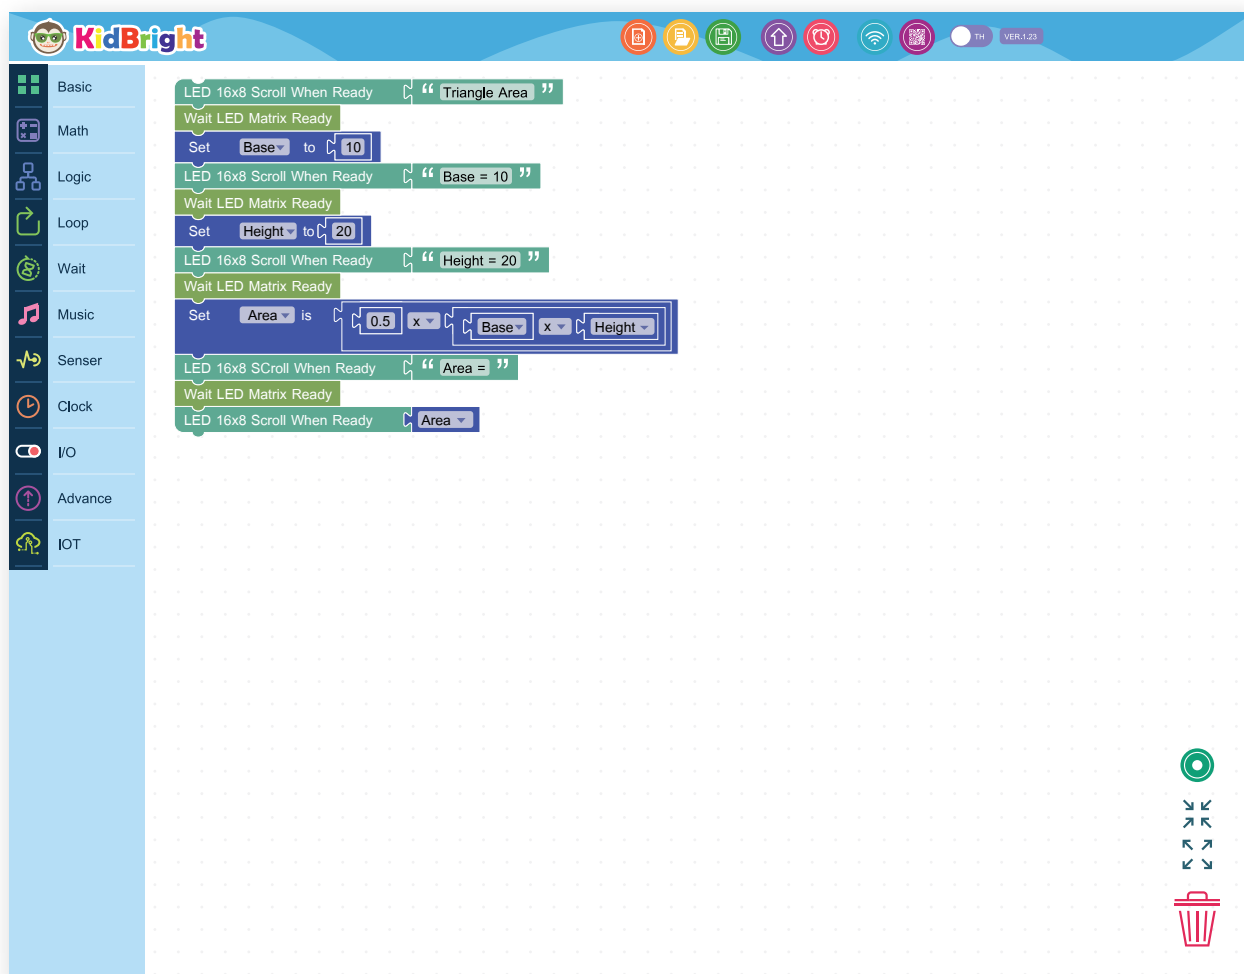 KidBright
TH
VER.1.23
Basic
Math
Logic
Loop
Wait
Music
Senser
Clock
I/O
Advance
IOT
LED 16x8 Scroll When Ready “ Triangle Area ”
Wait LED Matrix Ready
Set Base to 10
LED 16x8 Scroll When Ready “ Base = 10 ”
Wait LED Matrix Ready
Set Height to 20
LED 16x8 Scroll When Ready “ Height = 20 ”
Wait LED Matrix Ready
Set Area is 0.5 x Base x Height
LED 16x8 SCroll When Ready “ Area = ”
Wait LED Matrix Ready
LED 16x8 Scroll When Ready Area